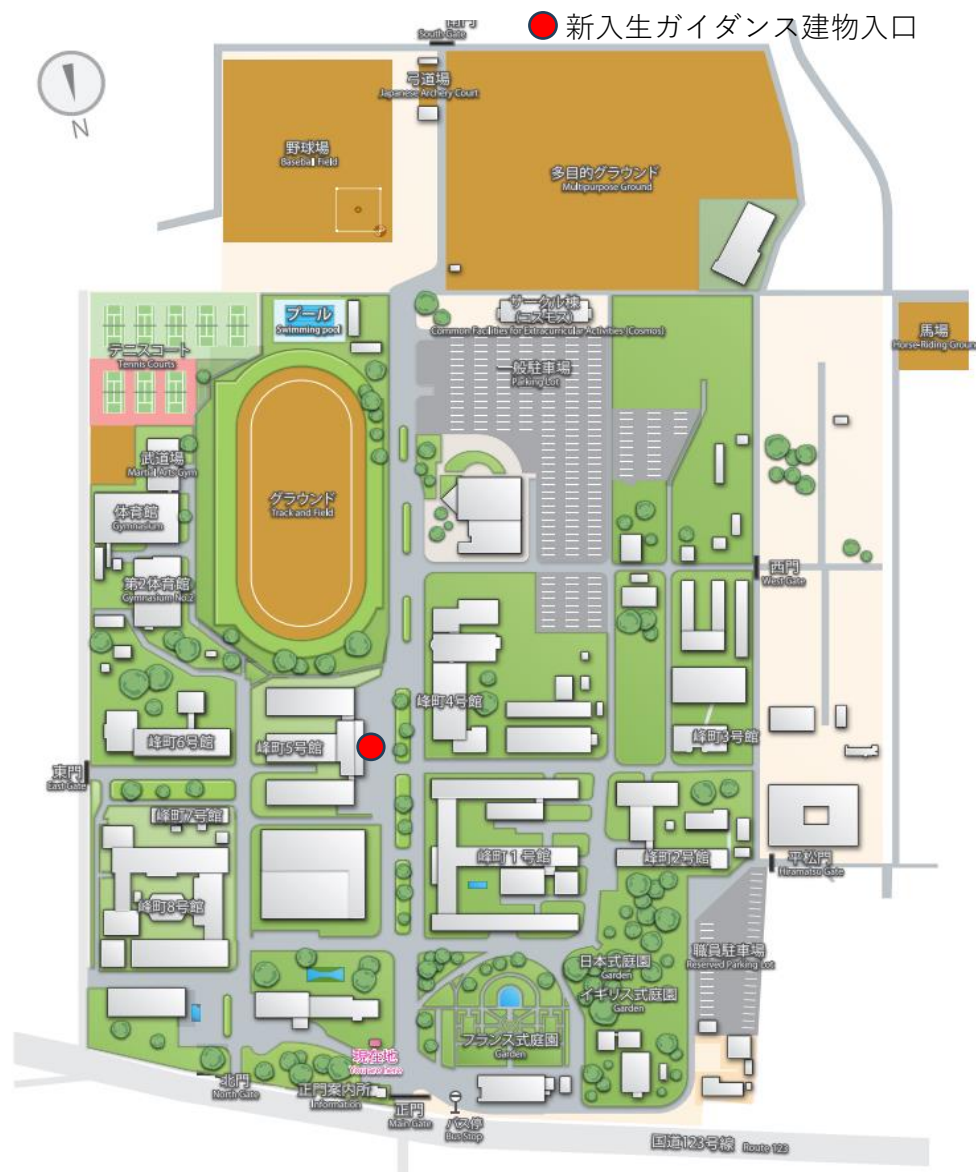 新入生ガイダンス建物入口
南門
South Gate
弓道場
Japanese Archery Court
N
野球場
Baseball Field
多目的グラウンド
Multipurpose Ground
プール
Swimming pool
サークル棟
(コスモス)
Common Facilities for Extracurricular Activities (Cosmos)
馬場
Horse-Riding Groun
テニスコート
Tennis Courts
一般駐車場
Parking Lot
武道場
Martial Arts Gym
グラウンド
Track and Field
体育館
Gymnasium
西門
West Gate
第2体育館
Gymnasium No.2
峰町4号館
峰町3号館
峰町6号館
峰町5号館
東門
East Gate
峰町7号館
峰町1号館
峰町2号館
平松門
Hiramatsu Gate
峰町8号館
職員駐車場
Reserved Parking Lot
日本式庭園
Garden
イギリス式庭園
Garden
フランス式庭園
Garden
現在地
You are here
北門
North Gate
正門案内所
Information
正門
Main Gate
バス停
Bus Stop
国道123号線 Route 123